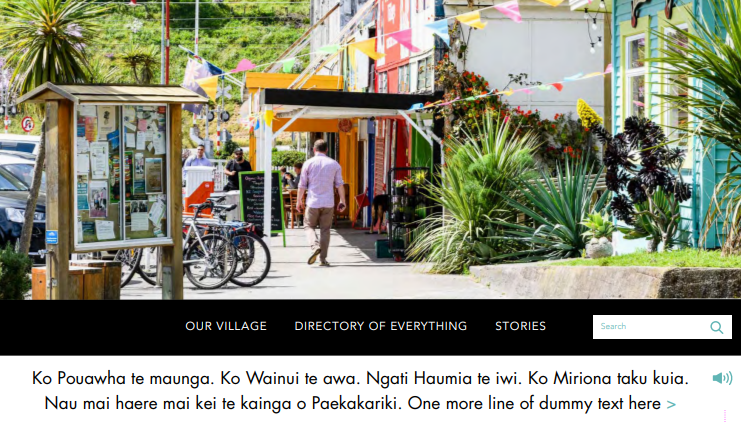 OUR VILLAGE
DIRECTORY OF EVERYTHING
STORIES
Search
Ko Pouawha te maunga. Ko Wainui te awa. Ngati Haumia te iwi. Ko Miriona taku kuia.
Nau mai haere mai kei te kainga o Paekakariki. One more line of dummy text here >